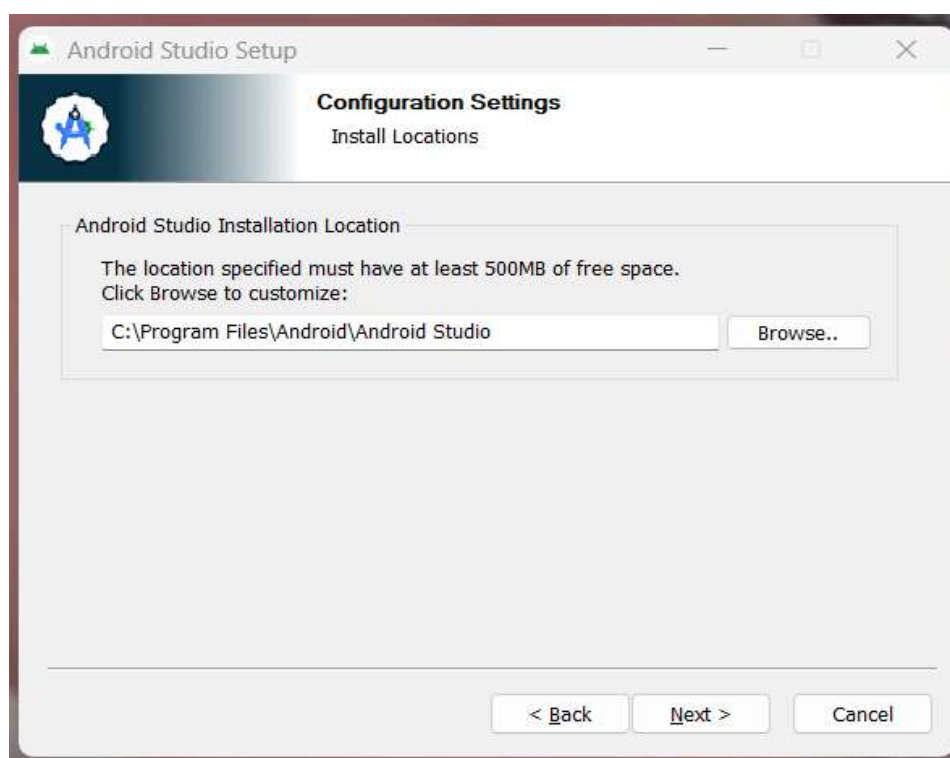 Android Studio Setup
Configuration Settings
Install Locations
Android Studio Installation Location
The location specified must have at least 500MB of free space.
Click Browse to customize:
C:\Program Files\Android\Android Studio
Browse..
< Back
Next >
Cancel